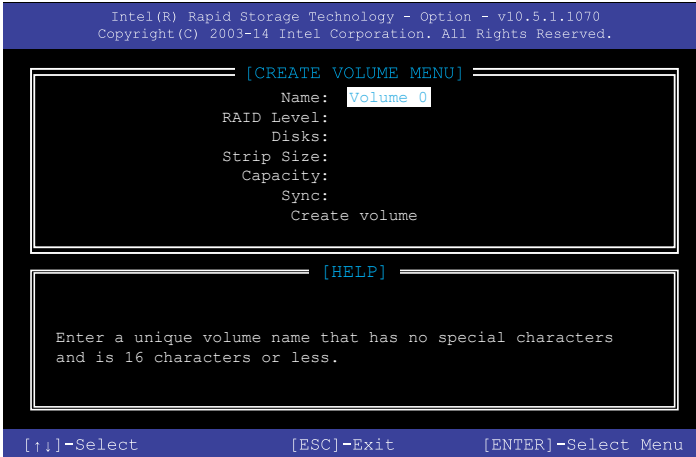 Intel(R) Rapid Storage Technology - Option - v10.5.1.1070
Copyright(C) 2003-14 Intel Corporation. All Rights Reserved.
[CREATE VOLUME MENU]
Name: Volume 0
RAID Level:
Disks:
Strip Size:
Capacity:
Sync:
Create volume
[HELP]
Enter a unique volume name that has no special characters
and is 16 characters or less.
[↑↓]-Select [ESC]-Exit [ENTER]-Select Menu